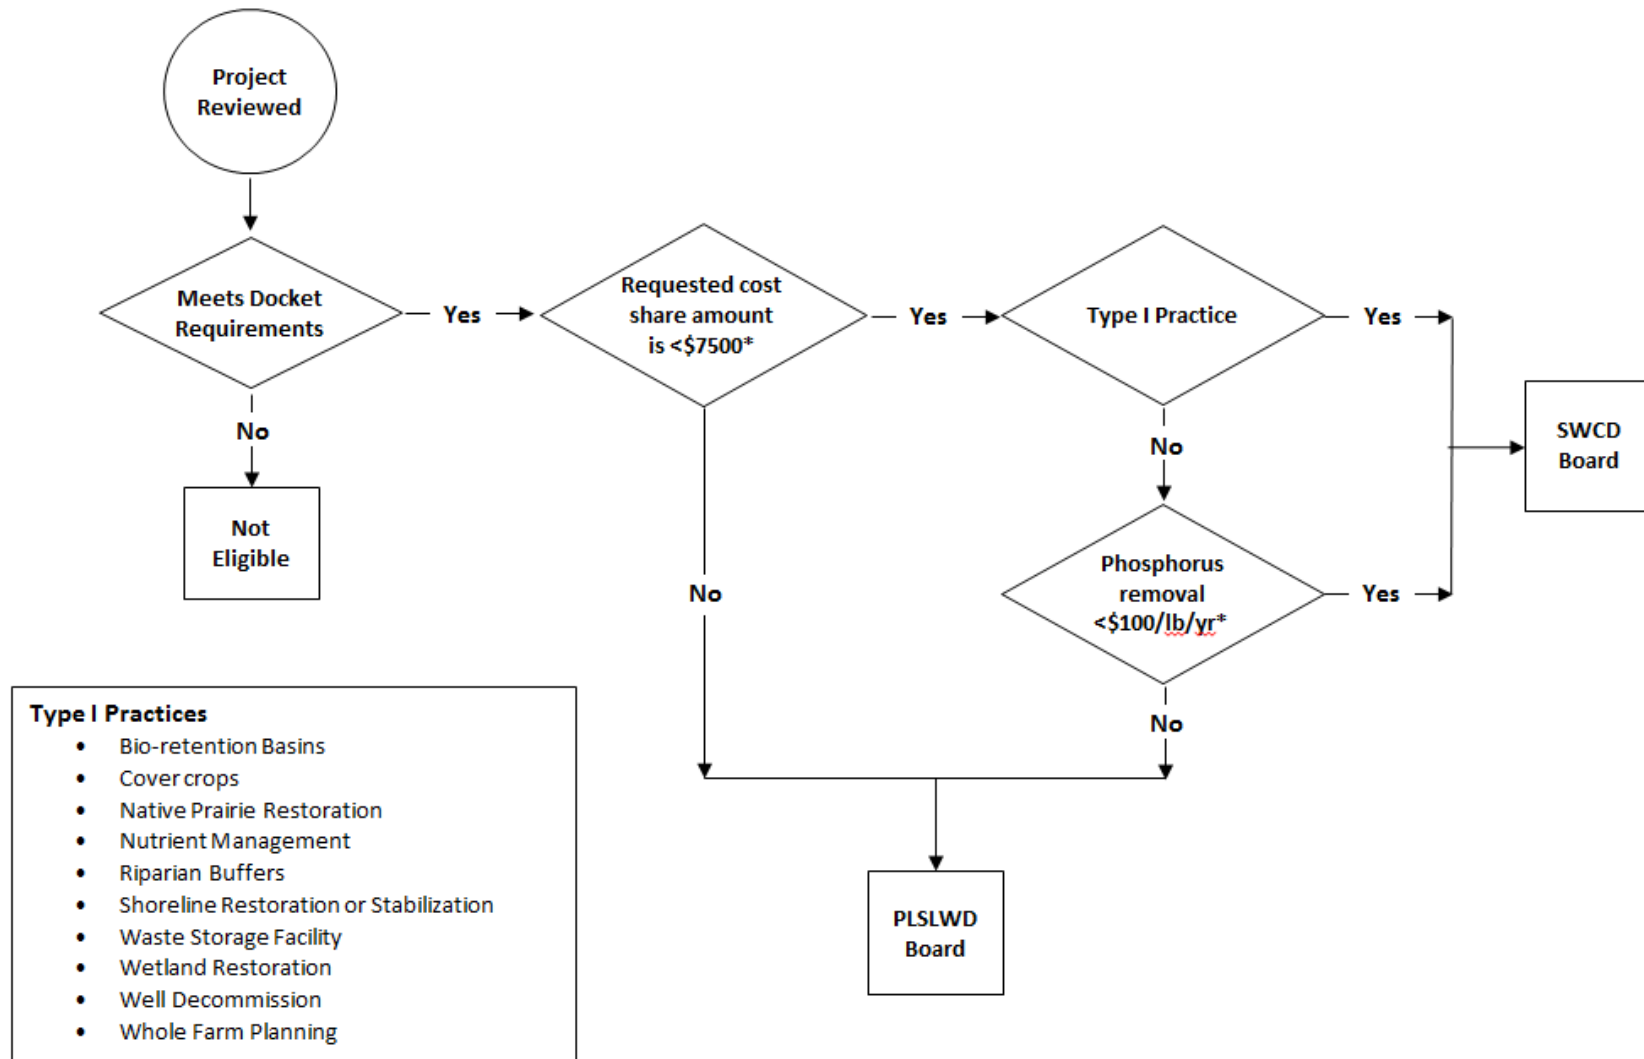 Project
Reviewed
Meets Docket
Requirements
Yes
Requested cost
share amount
is <$7500*
Yes
Type I Practice
Yes
No
Not
Eligible
No
Phosphorus
removal
<$100/lb/yr*
Yes
SWCD
Board
No
No
PLSLWD
Board
Type I Practices
• Bio-retention Basins
• Cover crops
• Native Prairie Restoration
• Nutrient Management
• Riparian Buffers
• Shoreline Restoration or Stabilization
• Waste Storage Facility
• Wetland Restoration
• Well Decommission
• Whole Farm Planning